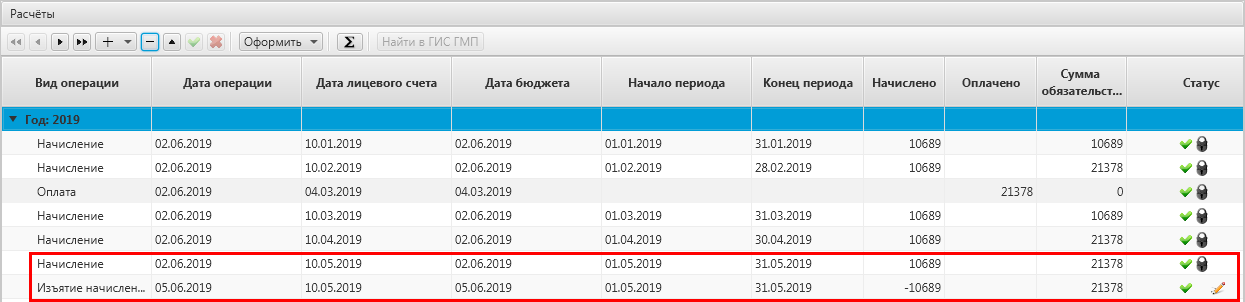 Расчёты
+ − Оформить Σ Найти в ГИС ГМП
Вид операции Дата операции Дата лицевого счета Дата бюджета Начало периода Конец периода Начислено Оплачено Сумма обязательст... Статус
Год: 2019
Начисление 02.06.2019 10.01.2019 02.06.2019 01.01.2019 31.01.2019 10689 10689
Начисление 02.06.2019 10.02.2019 02.06.2019 01.02.2019 28.02.2019 10689 21378
Оплата 02.06.2019 04.03.2019 04.03.2019 21378 0
Начисление 02.06.2019 10.03.2019 02.06.2019 01.03.2019 31.03.2019 10689 10689
Начисление 02.06.2019 10.04.2019 02.06.2019 01.04.2019 30.04.2019 10689 21378
Начисление 02.06.2019 10.05.2019 02.06.2019 01.05.2019 31.05.2019 10689 21378
Изъятие начислен... 05.06.2019 10.05.2019 05.06.2019 01.05.2019 31.05.2019 -10689 21378